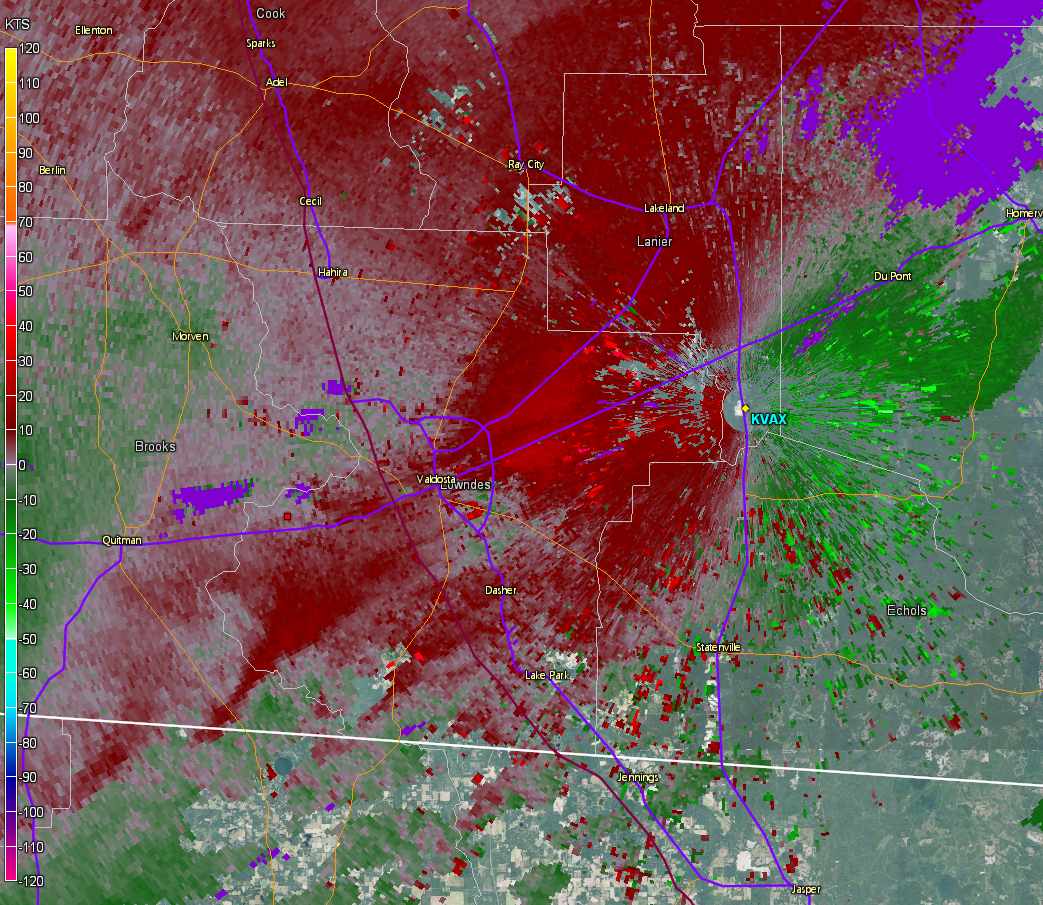 Cook
KTS
Ellenton
Sparks
120
110
Adel
100
90
Ray City
Berlin
80
Cecil
Lakeland
70
Homerv
Lanier
60
Hahira
Du Pont
50
40
Morven
30
20
KVAX
10
Brooks
0
Valdosta
Lowndes
-10
-20
Quitman
-30
Dasher
-40
Echols
-50
Statenville
-60
Lake Park
-70
-80
Jennings
-90
-100
-110
-120
Jasper